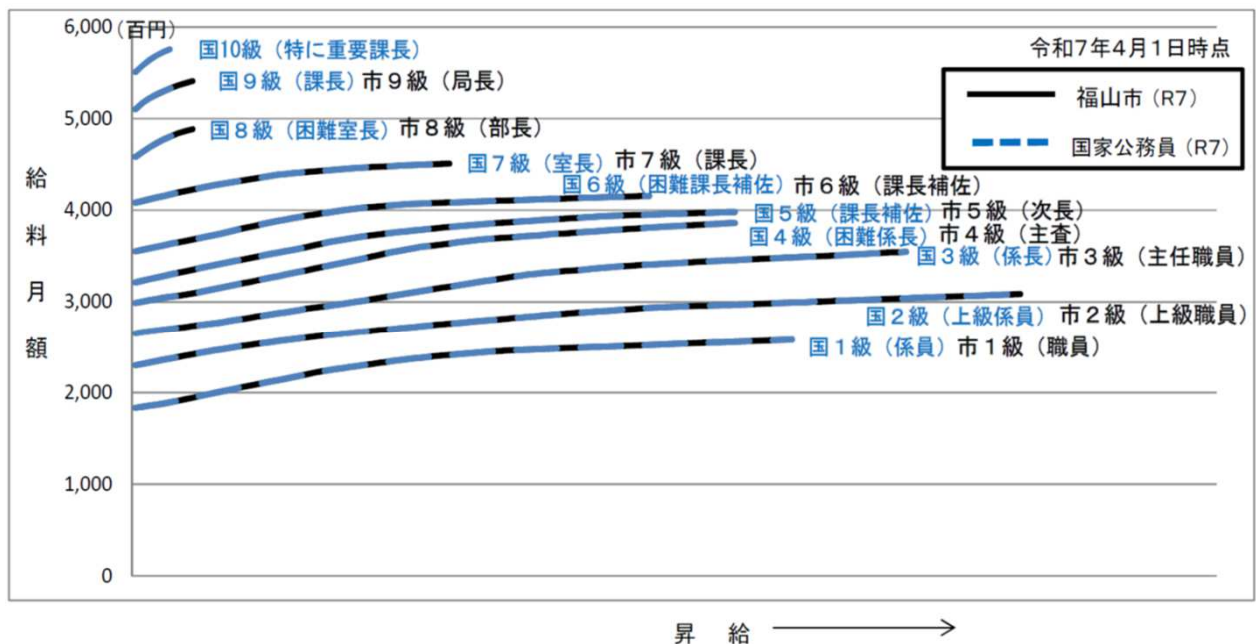 6,000（百円）
国10級（特に重要課長）
令和7年4月1日時点
国９級（課長）市９級（局長）
福山市（R7）
5,000
国８級（困難室長）市８級（部長）
国家公務員（R7）
国７級（室長）市７級（課長）
国６級（困難課長補佐）市６級（課長補佐）
4,000
国５級（課長補佐）市５級（次長）
国４級（困難係長）市４級（主査）
国３級（係長）市３級（主任職員）
給料月額
3,000
国２級（上級係員）市２級（上級職員）
国１級（係員）市１級（職員）
2,000
1,000
0
昇　給